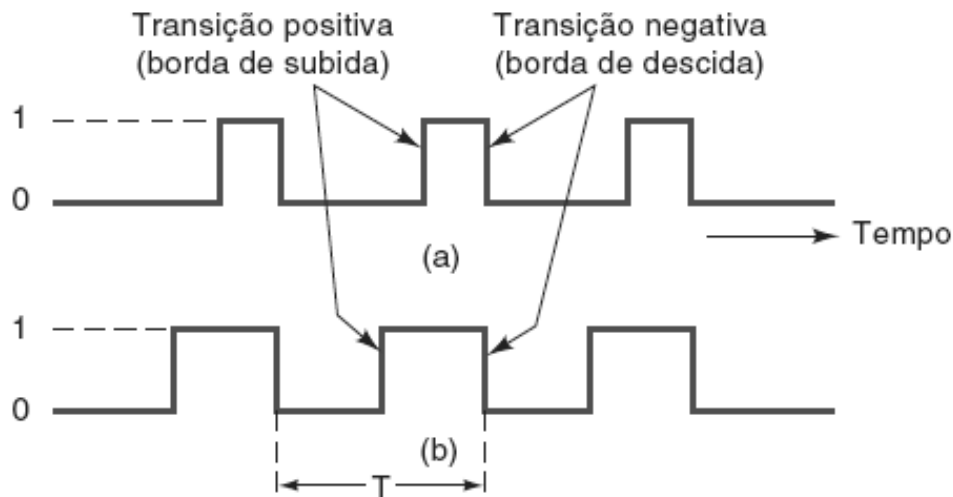 Transição positiva
(borda de subida)
Transição negativa
(borda de descida)
1
0
Tempo
(a)
1
0
(b)
T